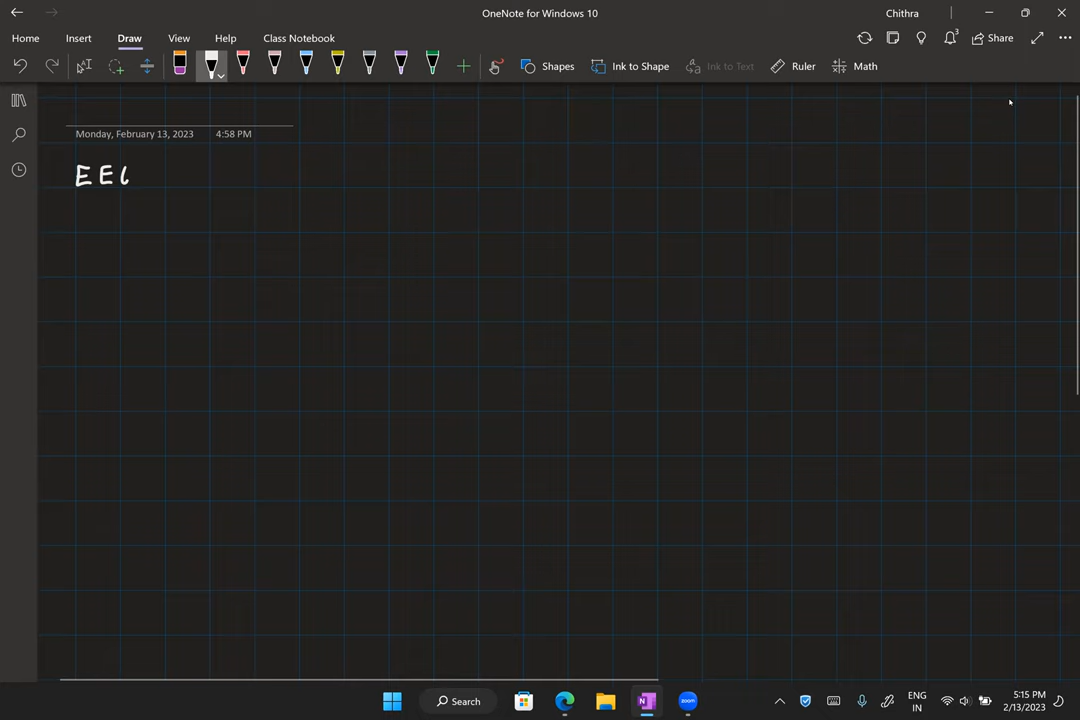 OneNote for Windows 10
Chithra
Home Insert Draw View Help Class Notebook
3 Share
Shapes Ink to Shape Ink to Text Ruler Math
Monday, February 13, 2023 4:58 PM
E E C
Search
N
zoom
ENG
IN
5:15 PM
2/13/2023